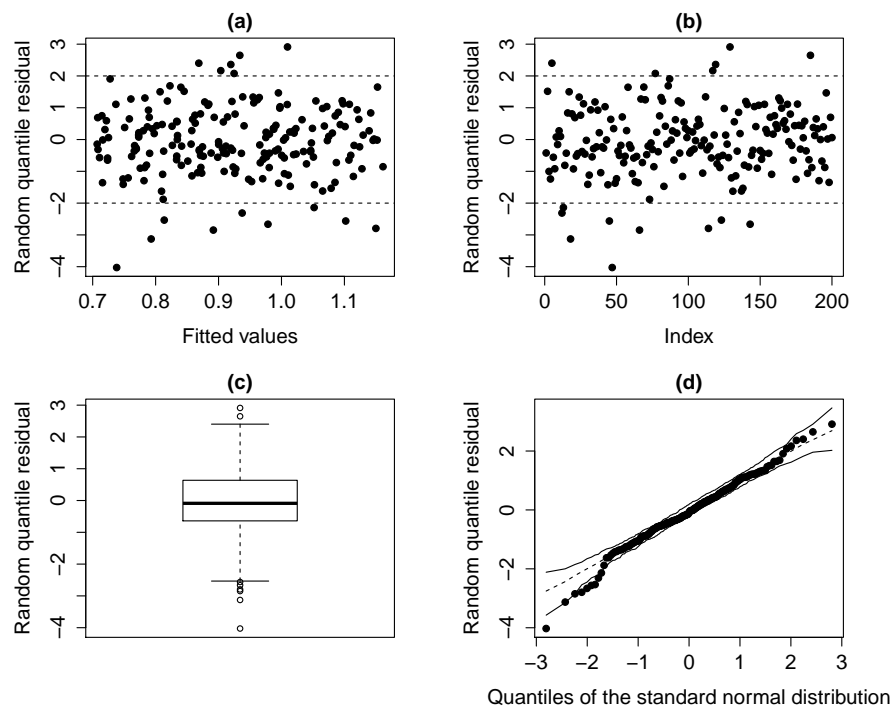 (a)
Random quantile residual
3
2
1
0
−2
−4
0.7 0.8 0.9 1.0 1.1
Fitted values
(b)
Random quantile residual
3
2
1
0
−2
−4
0 50 100 150 200
Index
(c)
Random quantile residual
3
2
1
0
−2
−4
(d)
Random quantile residual
2
0
−2
−4
−3 −2 −1 0 1 2 3
Quantiles of the standard normal distribution